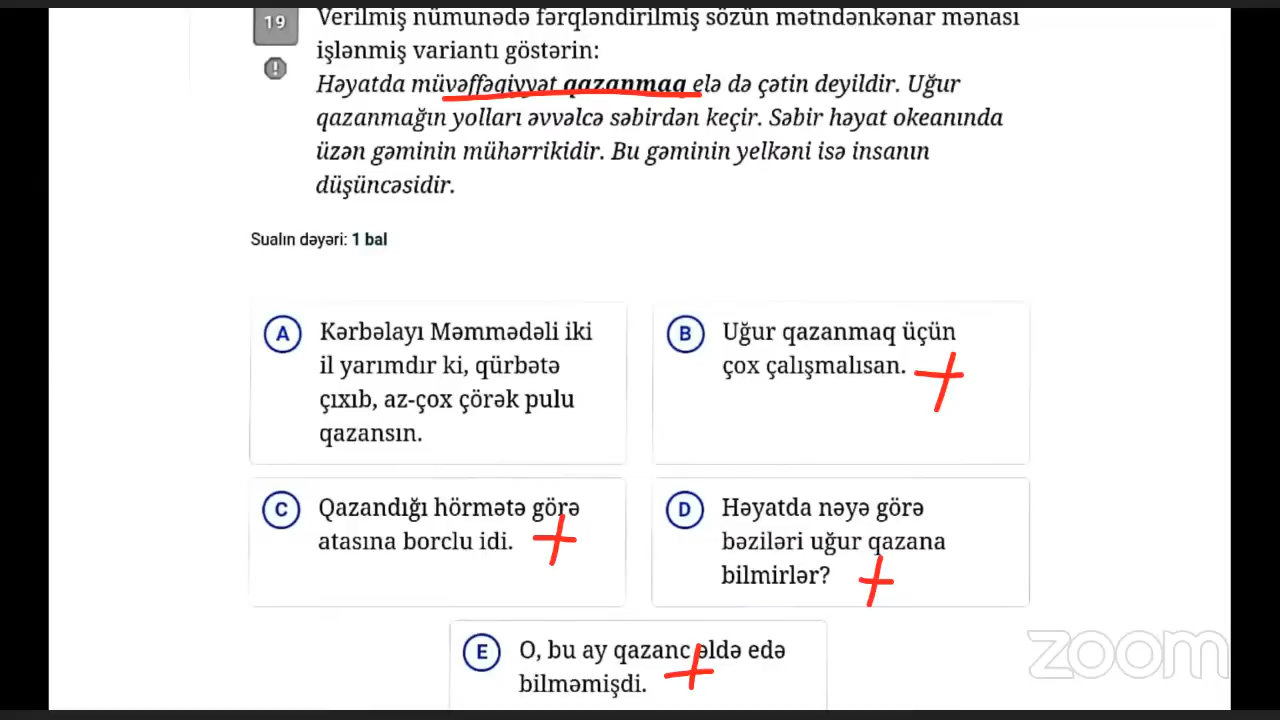 19
Verilmiş nümunədə fərqləndirilmiş sözün mətndənkənar mənası
işlənmiş variantı göstərin:
Həyatda müvəffəqiyyət qazanmaq elə də çətin deyildir. Uğur
qazanmağın yolları əvvəlcə səbirdən keçir. Səbir həyat okeanında
üzən gəminin mühərrikidir. Bu gəminin yelkəni isə insanın
düşüncəsidir.
Sualın dəyəri: 1 bal
A
Kərbəlayı Məmmədəli iki
il yarımdır ki, qürbətə
çıxıb, az-çox çörək pulu
qazansın.
B
Uğur qazanmaq üçün
çox çalışmalısan.
C
Qazandığı hörmətə görə
atasına borclu idi.
D
Həyatda nəyə görə
bəziləri uğur qazana
bilmirlər?
E
O, bu ay qazanc əldə edə
bilməmişdi.
zoom